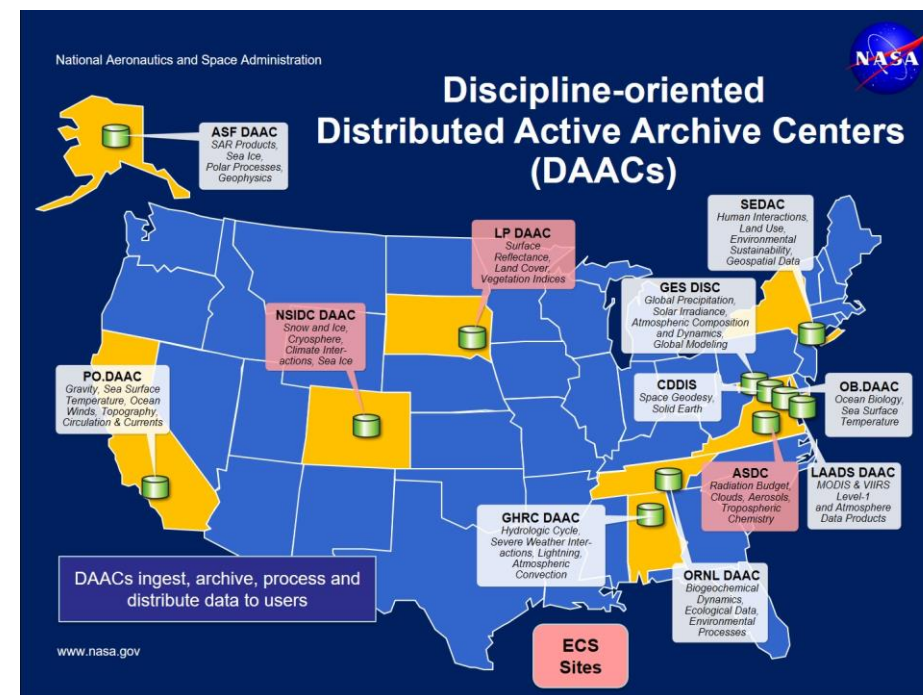 National Aeronautics and Space Administration
NASA
Discipline-oriented
Distributed Active Archive Centers
(DAACs)
ASF DAAC
SAR Products,
Sea Ice,
Polar Processes,
Geophysics
SEDAC
Human Interactions,
Land Use,
Environmental
Sustainability,
Geospatial Data
LP DAAC
Surface
Reflectance,
Land Cover,
Vegetation Indices
GES DISC
Global Precipitation,
Solar Irradiance,
Atmospheric Composition
and Dynamics,
Global Modeling
NSIDC DAAC
Snow and Ice,
Cryosphere,
Climate Inter-
actions, Sea Ice
PO.DAAC
Gravity, Sea Surface
Temperature, Ocean
Winds, Topography,
Circulation & Currents
CDDIS
Space Geodesy,
Solid Earth
OB.DAAC
Ocean Biology,
Sea Surface
Temperature
ASDC
Radiation Budget,
Clouds, Aerosols,
Tropospheric
Chemistry
LAADS DAAC
MODIS & VIIRS
Level-1
and Atmosphere
Data Products
GHRC DAAC
Hydrologic Cycle,
Severe Weather Inter-
actions, Lightning,
Atmospheric
Convection
ORNL DAAC
Biogeochemical
Dynamics,
Ecological Data,
Environmental
Processes
DAACs ingest, archive, process and
distribute data to users
www.nasa.gov
ECS
Sites